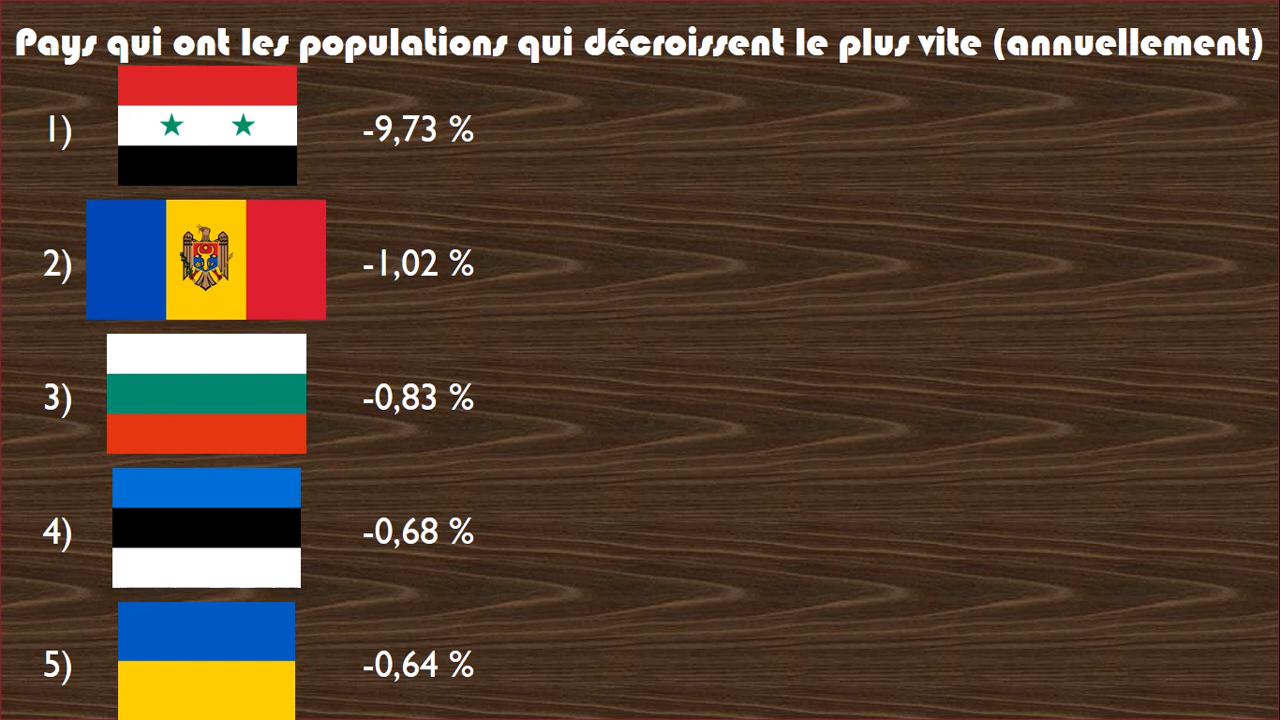 Pays qui ont les populations qui décroissent le plus vite (annuellement)
1) -9,73 %
2) -1,02 %
3) -0,83 %
4) -0,68 %
5) -0,64 %